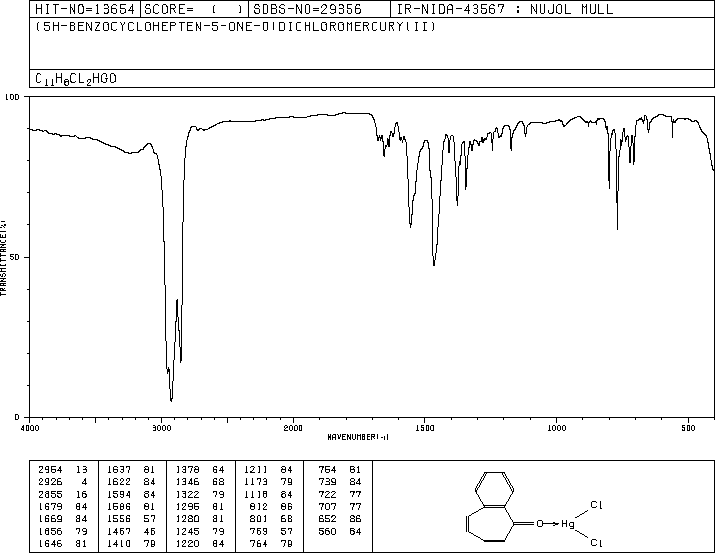 HIT-NO=13654 SCORE= ( ) SDBS-NO=29356 IR-NIDA-43567 : NUJOL MULL
(5H-BENZOCYCLOHEPTEN-5-ONE-O)DICHLOROMERCURY(II)
C11H8CL2HGO
100
50
0
TRANSMITTANCE(%)
4000 3000 2000 1500 1000 500
WAVENUMBER(-1)
2954 13 1637 81 1378 64 1211 84 754 81
2926 4 1622 84 1346 68 1173 79 739 84
2855 16 1594 84 1322 79 1118 84 722 77
1679 84 1586 81 1296 81 812 86 707 77
1669 84 1556 57 1280 81 801 68 652 86
1656 79 1467 46 1245 79 769 57 560 84
1646 81 1410 79 1220 84 764 79
Cl
O Hg
Cl